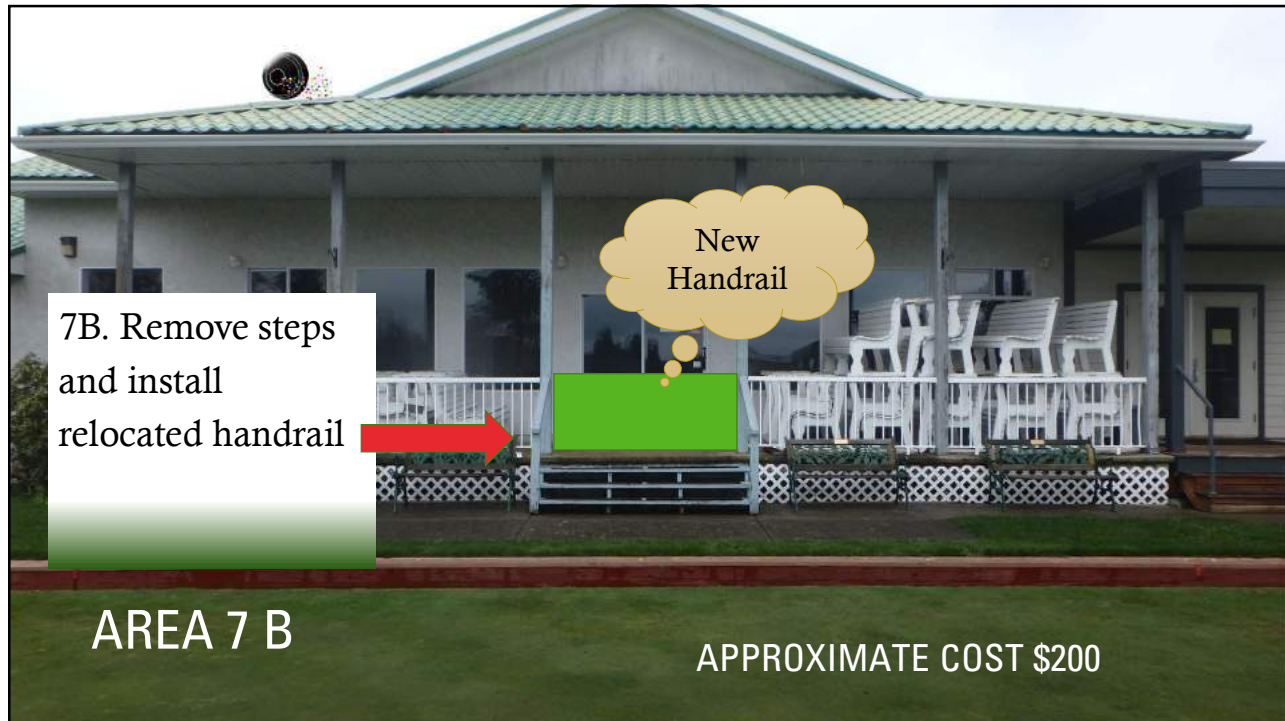 New
Handrail
7B. Remove steps
and install
relocated handrail
AREA 7 B
APPROXIMATE COST $200